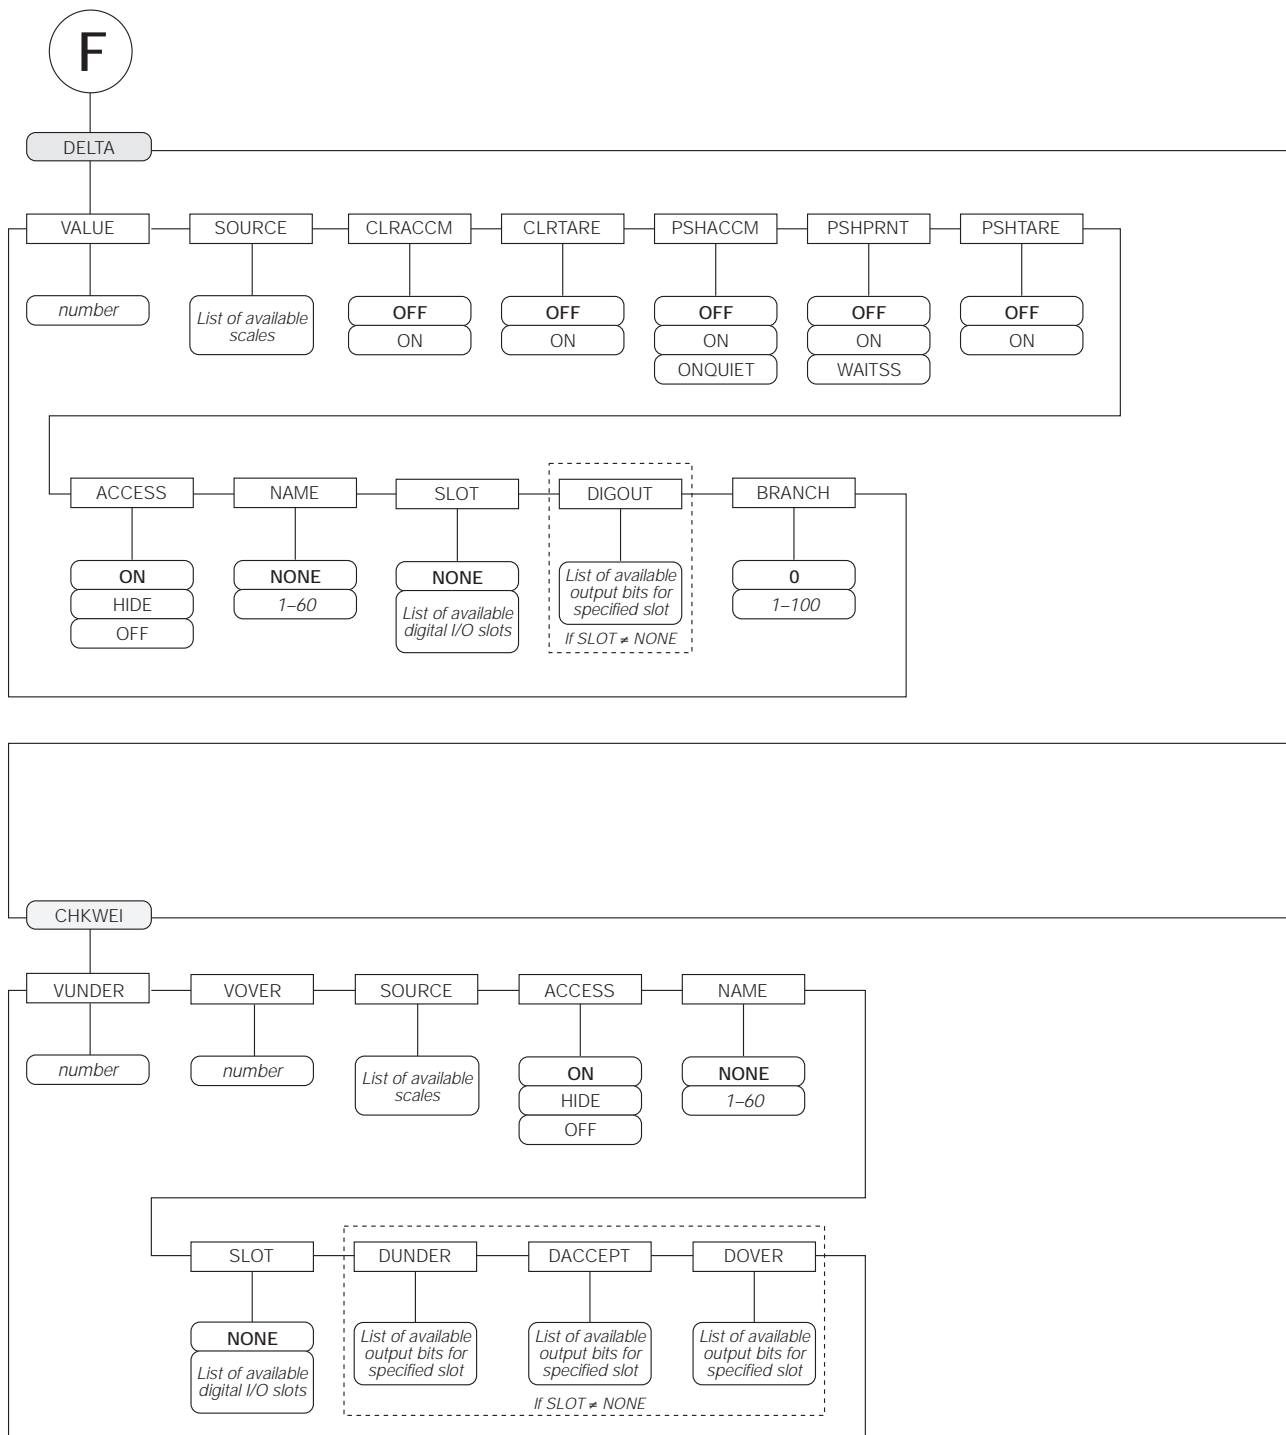 F
DELTA
VALUE
SOURCE
CLRACCM
CLRTARE
PSHACCM
PSHPRNT
PSHTARE
number
List of available
scales
OFF
ON
OFF
ON
OFF
ON
ONQUIET
OFF
ON
WAITSS
OFF
ON
ACCESS
NAME
SLOT
DIGOUT
BRANCH
ON
HIDE
OFF
NONE
1–60
NONE
List of available
digital I/O slots
List of available
output bits for
specified slot
If SLOT ≠ NONE
0
1–100
CHKWEI
VUNDER
VOVER
SOURCE
ACCESS
NAME
number
number
List of available
scales
ON
HIDE
OFF
NONE
1–60
SLOT
DUNDER
DACCEPT
DOVER
NONE
List of available
digital I/O slots
List of available
output bits for
specified slot
List of available
output bits for
specified slot
List of available
output bits for
specified slot
If SLOT ≠ NONE